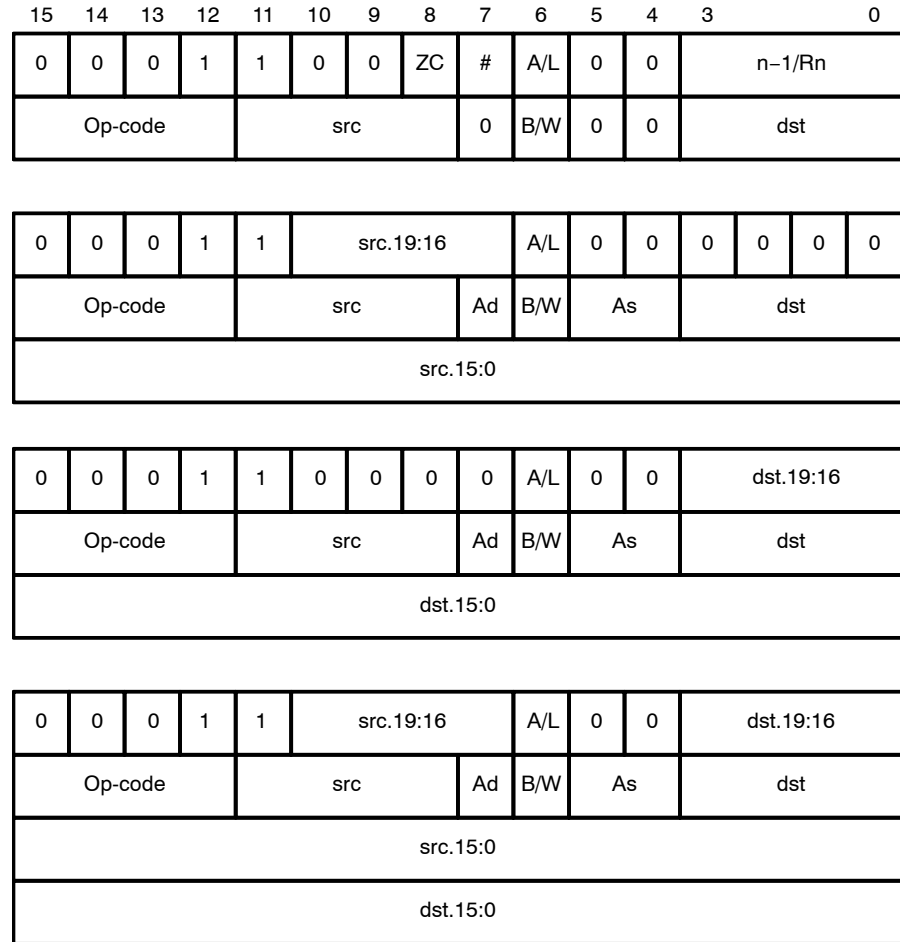 15 14 13 12 11 10 9 8 7 6 5 4 3 0
0 0 0 1 1 0 0 ZC # A/L 0 0 n−1/Rn
Op-code src 0 B/W 0 0 dst
0 0 0 1 1 src.19:16 A/L 0 0 0 0 0 0
Op-code src Ad B/W As dst
src.15:0
0 0 0 1 1 0 0 0 0 A/L 0 0 dst.19:16
Op-code src Ad B/W As dst
dst.15:0
0 0 0 1 1 src.19:16 A/L 0 0 dst.19:16
Op-code src Ad B/W As dst
src.15:0
dst.15:0